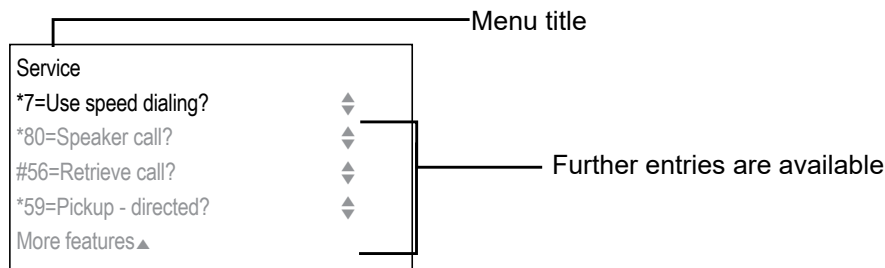 Menu title
Service
*7=Use speed dialing?
*80=Speaker call?
#56=Retrieve call?
*59=Pickup - directed?
More features▲
Further entries are available